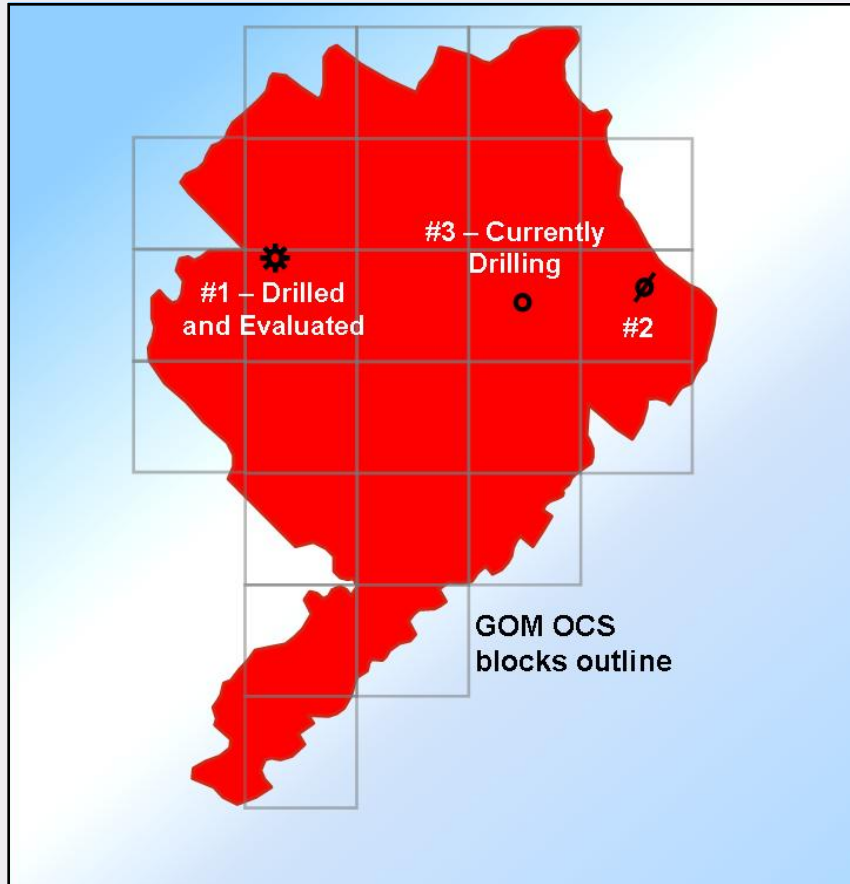 #3 – Currently
Drilling
#1 – Drilled
and Evaluated
#2
GOM OCS
blocks outline